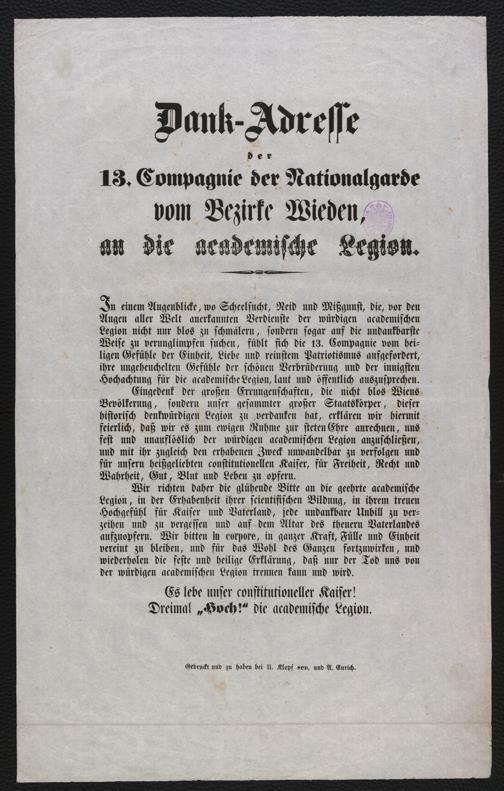 Dank-Adresse
der
13. Compagnie der Nationalgarde
vom Bezirke Wieden,
an die academische Legion.
In einem Augenblicke, wo Scheelsucht, Neid und Mißgunst, die, vor den
Augen aller Welt anerkannten Verdienste der würdigen academischen
Legion nicht nur blos zu schmälern, sondern sogar auf die undankbarste
Weise zu verunglimpfen suchen, fühlt sich die 13. Compagnie vom hei-
ligen Gefühle der Einheit, Liebe und reinstem Patriotismus aufgefordert,
ihre ungeheuchelten Gefühle der schönen Verbrüderung und der innigsten
Hochachtung für die academische Legion, laut und öffentlich auszusprechen.
Eingedenk der großen Errungenschaften, die nicht blos Wiens
Bevölkerung, sondern unser gesammter großer Staatskörper, dieser
historisch denkwürdigen Legion zu verdanken hat, erklären wir hiermit
feierlich, daß wir es zum ewigen Ruhme zur steten Ehre anrechnen, uns
fest und unauflöslich der würdigen academischen Legion anzuschließen,
und mit ihr zugleich den erhabenen Zweck unwandelbar zu verfolgen und
für unsern heißgeliebten constitutionellen Kaiser, für Freiheit, Recht und
Wahrheit, Gut, Blut und Leben zu opfern.
Wir richten daher die glühende Bitte an die geehrte academische
Legion, in der Erhabenheit ihrer scientifischen Bildung, in ihrem treuen
Hochgefühl für Kaiser und Vaterland, jede undankbare Unbill zu ver-
zeihen und zu vergessen und auf dem Altar des theuern Vaterlandes
aufzuopfern. Wir bitten in corpore, in ganzer Kraft, Fülle und Einheit
vereint zu bleiben, und für das Wohl des Ganzen fortzuwirken, und
wiederholen die feste und heilige Erklärung, daß nur der Tod uns von
der würdigen academischen Legion trennen kann und wird.
Es lebe unser constitutioneller Kaiser!
Dreimal „Hoch!“ die academische Legion.
Gedruckt und zu haben bei U. Klopf sen. und A. Eurich.